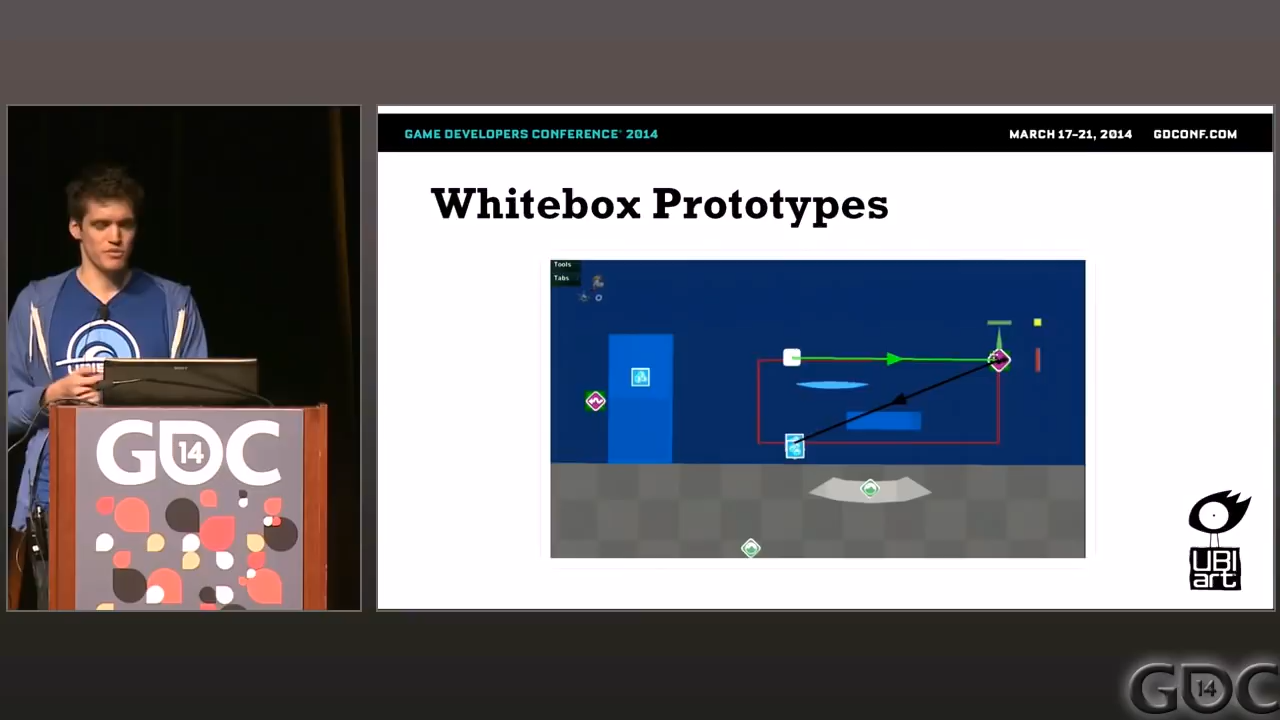 GAME DEVELOPERS CONFERENCE® 2014
MARCH 17–21, 2014 GDCONF.COM
Whitebox Prototypes
Tools
Tabs
UBI
art
GDC
14
GDC
14